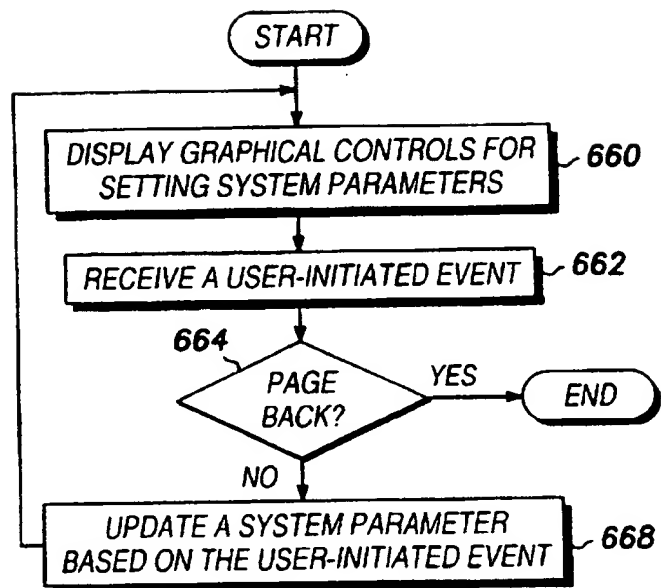 START
DISPLAY GRAPHICAL CONTROLS FOR
SETTING SYSTEM PARAMETERS
660
RECEIVE A USER-INITIATED EVENT
662
664
PAGE
BACK?
YES
END
NO
UPDATE A SYSTEM PARAMETER
BASED ON THE USER-INITIATED EVENT
668